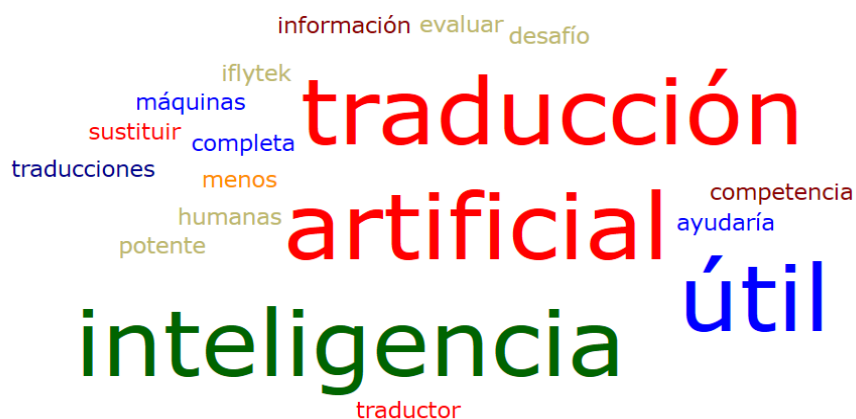 información evaluar desafío
iflytek
traducción
máquinas
sustituir
completa
traducciones
menos
competencia
artificial
humanas
ayudaría
potente
útil
inteligencia
traductor